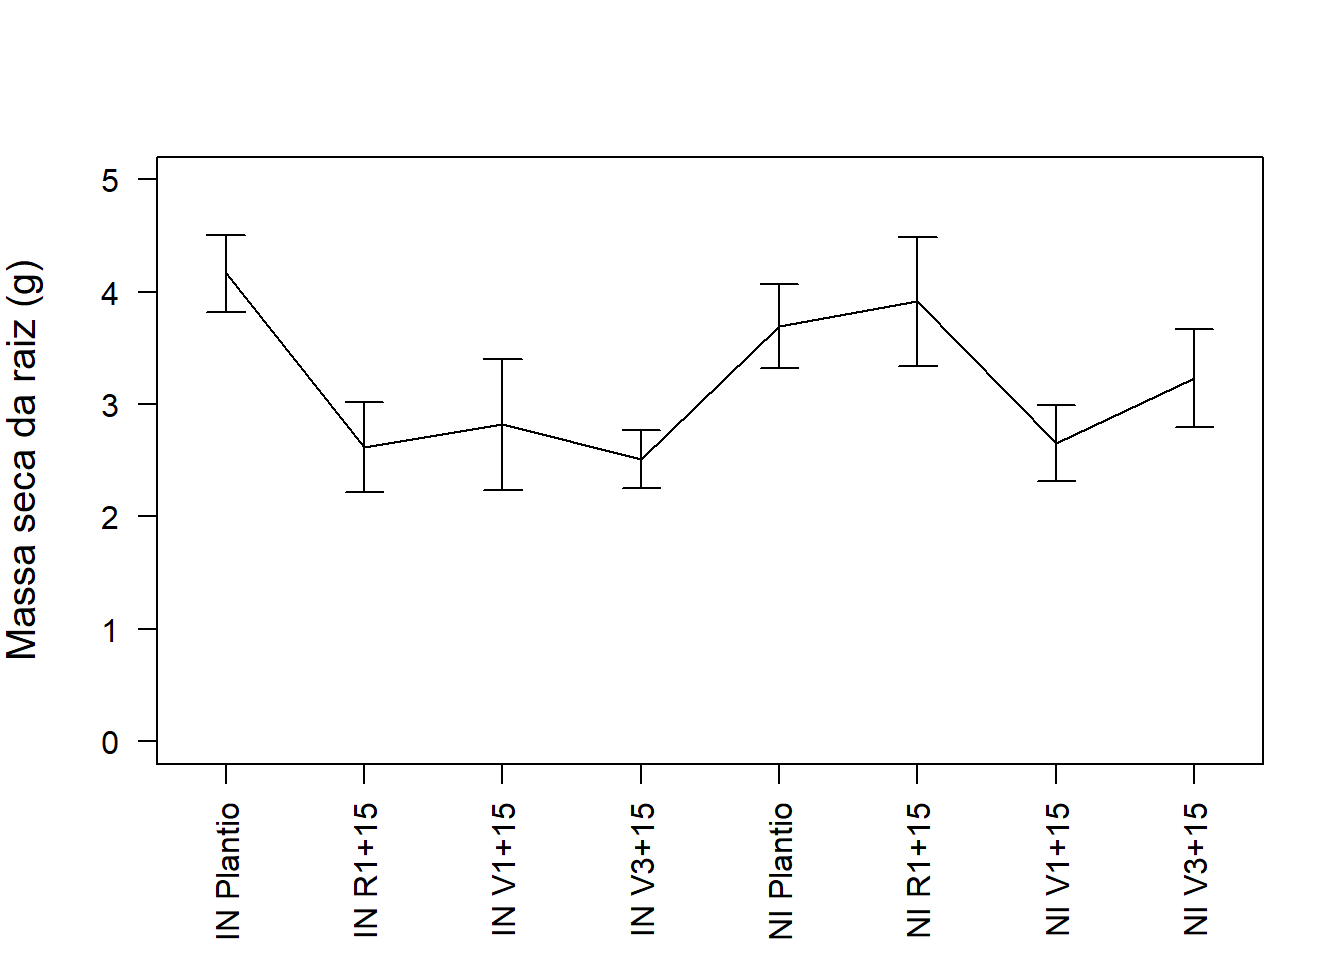 Massa seca da raiz (g)
5
4
3
2
1
0
IN Plantio
IN R1+15
IN V1+15
IN V3+15
NI Plantio
NI R1+15
NI V1+15
NI V3+15